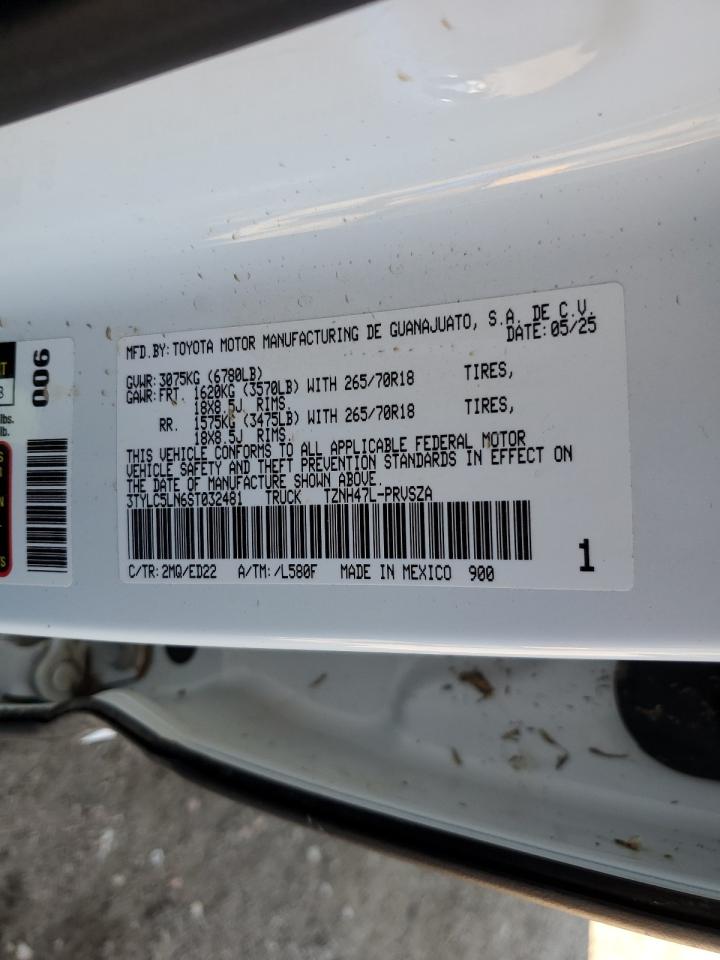 MFD.BY:TOYOTA MOTOR MANUFACTURING DE GUANAJUATO, S.A. DE C.V.
DATE:05/25
GVWR:3075KG (6780LB)
GAWR:FRT. 1620KG (3570LB) WITH 265/70R18 TIRES,
18X8.5J RIMS.
RR. 1575KG (3475LB) WITH 265/70R18 TIRES,
18X8.5J RIMS.
THIS VEHICLE CONFORMS TO ALL APPLICABLE FEDERAL MOTOR
VEHICLE SAFETY AND THEFT PREVENTION STANDARDS IN EFFECT ON
THE DATE OF MANUFACTURE SHOWN ABOVE.
3TYLC5LN6ST032481 TRUCK TZNH47L-PRVSZA
C/TR:2MQ/ED22 A/TM:/L580F MADE IN MEXICO 900
1
900
lbs.
lb.